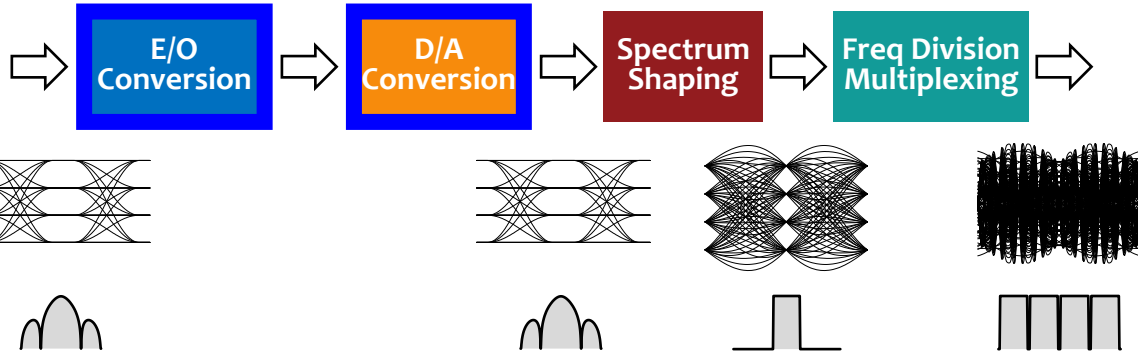 E/O
Conversion
D/A
Conversion
Spectrum
Shaping
Freq Division
Multiplexing